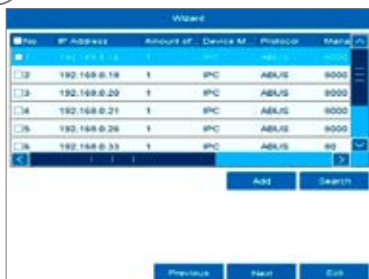 Wizard
No IP Address Amount of... Device M... Protocol Mana
1 1 IPC
2 192.168.0.18 1 IPC ABUS 8000
3 192.168.0.20 1 IPC ABUS 8000
4 192.168.0.21 1 IPC ABUS 8000
5 192.168.0.26 1 IPC ABUS 8000
6 192.168.0.33 1 IPC ABUS 80
Add Search
Previous Next Exit